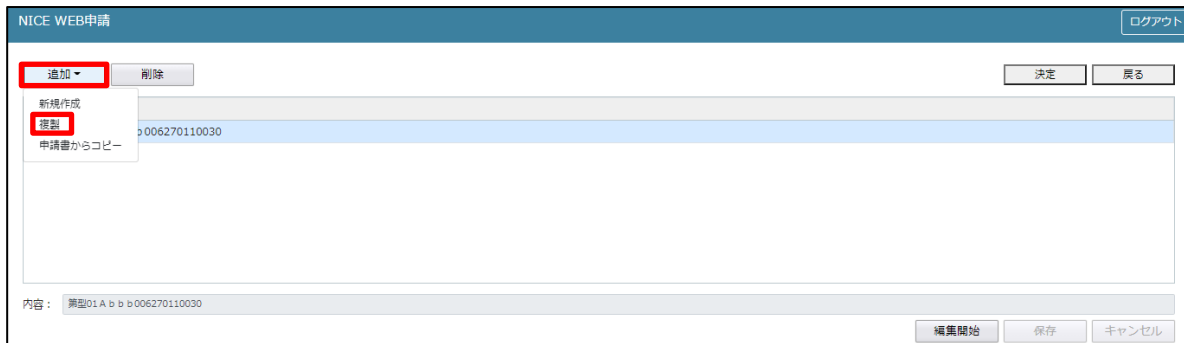 NICE WEB申請
ログアウト
追加
削除
決定
戻る
新規作成
複製
b006270110030
申請書からコピー
内容：
第型01Ａｂｂｂ006270110030
編集開始
保存
キャンセル